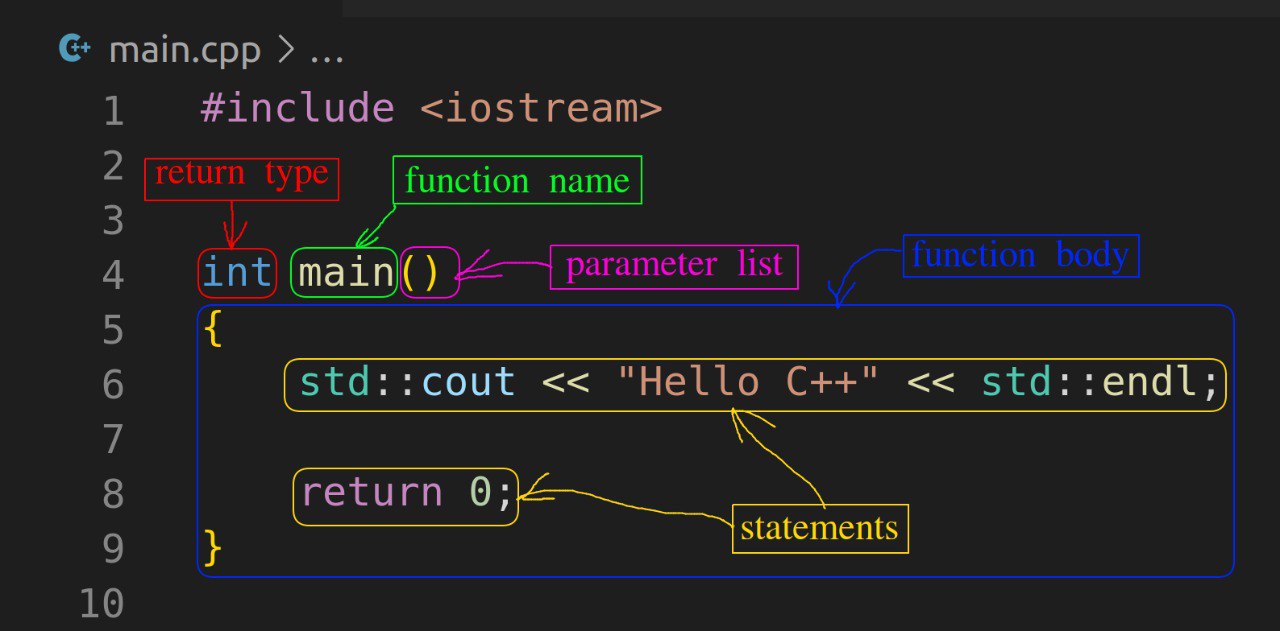 C++ main.cpp > ...
1 #include <iostream>
2
return type function name
3
4 int main() parameter list function body
5 {
6 std::cout << "Hello C++" << std::endl;
7
8 return 0;
statements
9 }
10